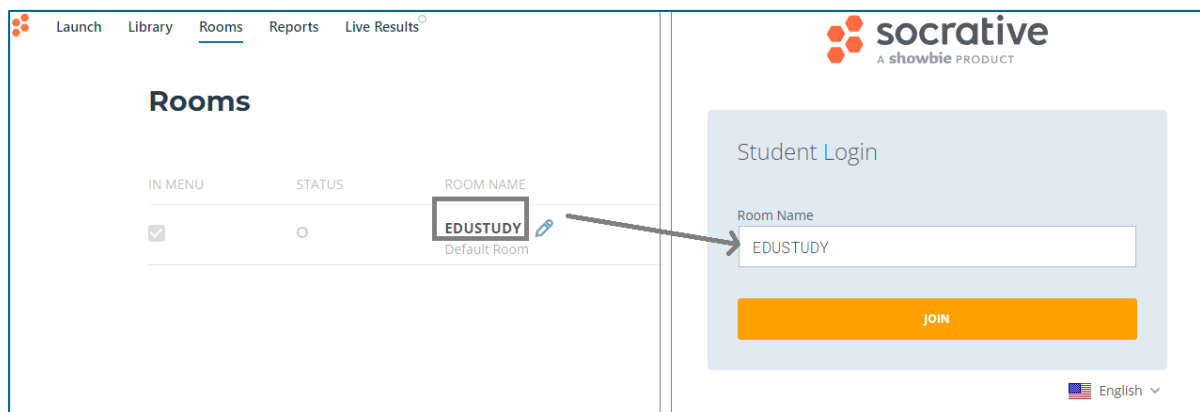 Launch Library Rooms Reports Live Results
Rooms
IN MENU STATUS ROOM NAME
EDUSTUDY
Default Room
socrative
A showbie PRODUCT
Student Login
Room Name
EDUSTUDY
JOIN
English